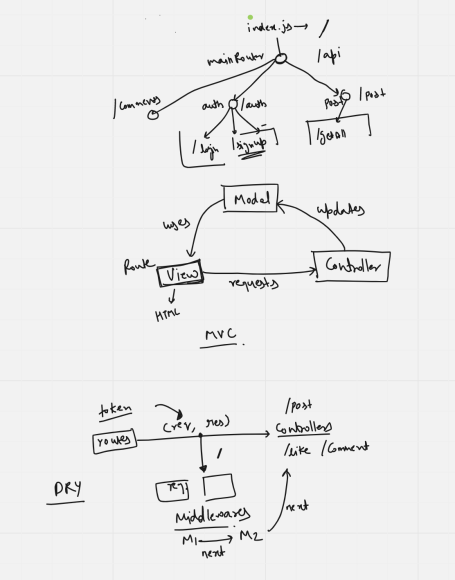 index.js → /
mainRouter
/api
/comments
auth
/auth
post
/post
/login
/signup
/getall
Modal
uses
updates
Route
View
requests
Controller
HTML
MVC
token
(req, res)
/post
routes
Controllers
/
/like /Comment
DRY
req
Middlewares
M1 → M2
next
next